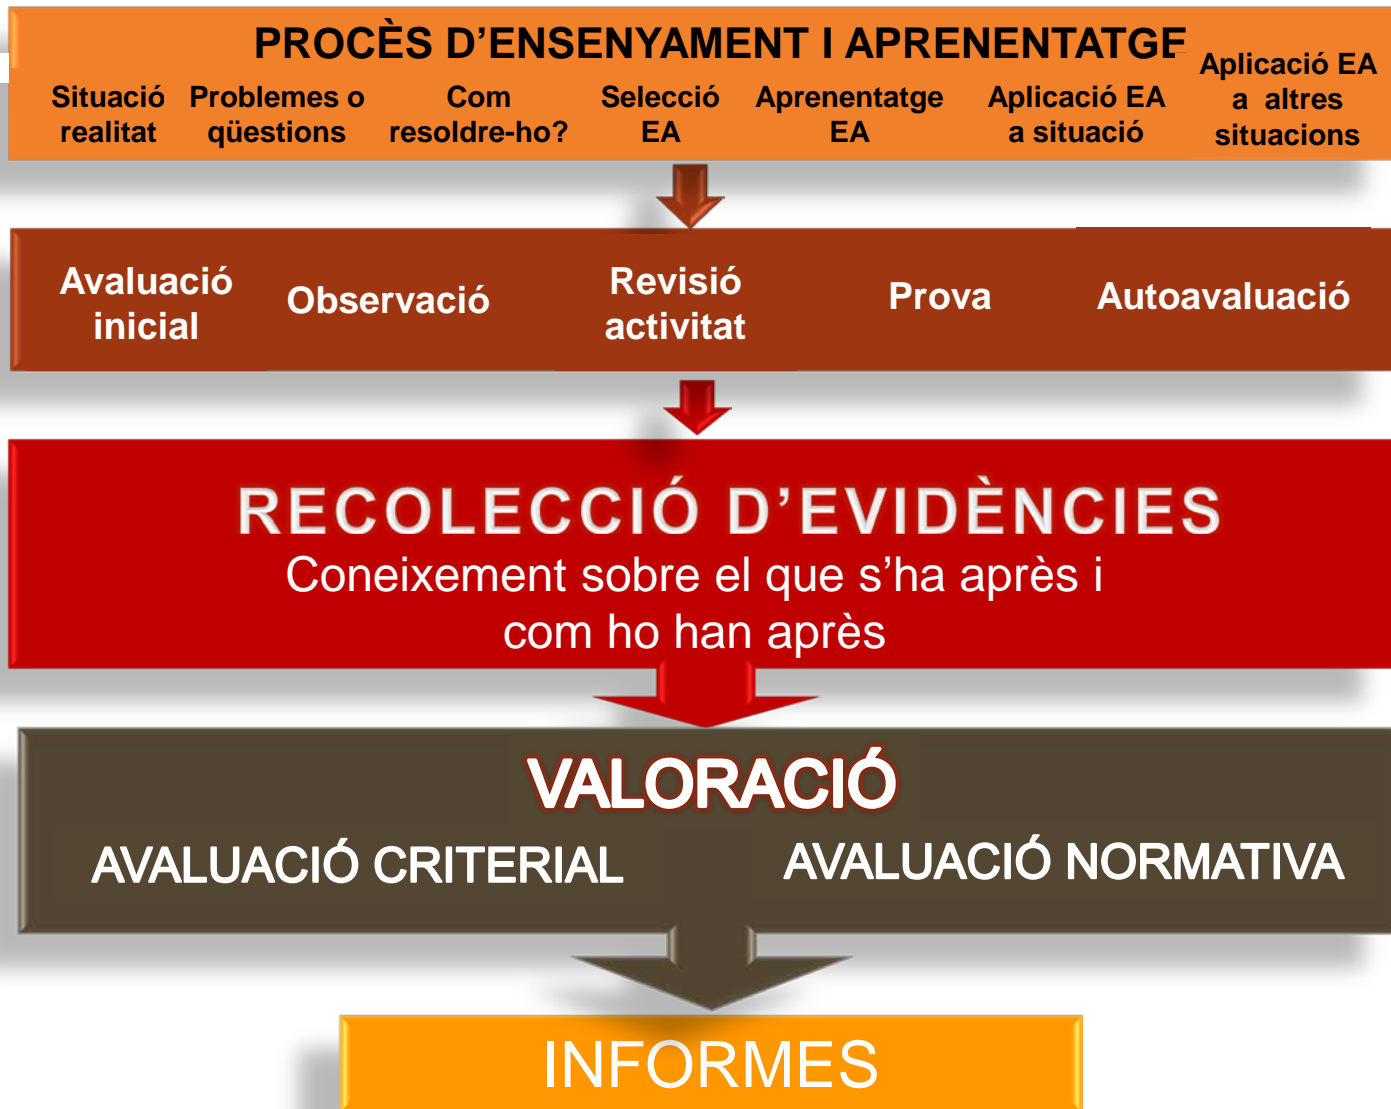 PROCÈS D’ENSENYAMENT I APRENENTATGE
Situació
realitat
Problemes o
qüestions
Com
resoldre-ho?
Selecció
EA
Aprenentatge
EA
Aplicació EA
a situació
Aplicació EA
a altres
situacions
Avaluació
inicial
Observació
Revisió
activitat
Prova
Autoavaluació
RECOLECCIÓ D’EVIDÈNCIES
Coneixement sobre el que s’ha après i
com ho han après
VALORACIÓ
AVALUACIÓ CRITERIAL
AVALUACIÓ NORMATIVA
INFORMES